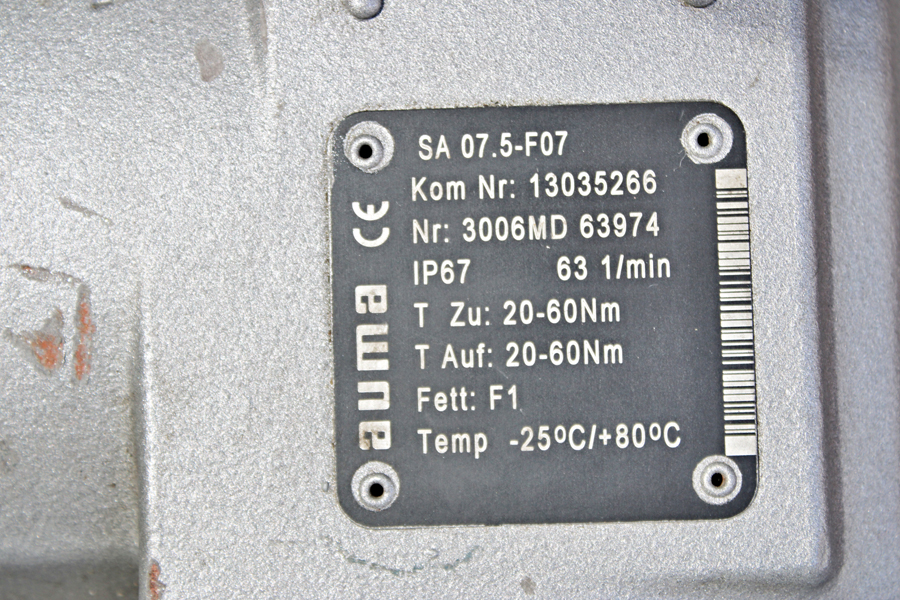 SA 07.5-F07
Kom Nr: 13035266
Nr: 3006MD 63974
IP67 63 1/min
T Zu: 20-60Nm
T Auf: 20-60Nm
Fett: F1
Temp -25ºC/+80ºC
auma CE